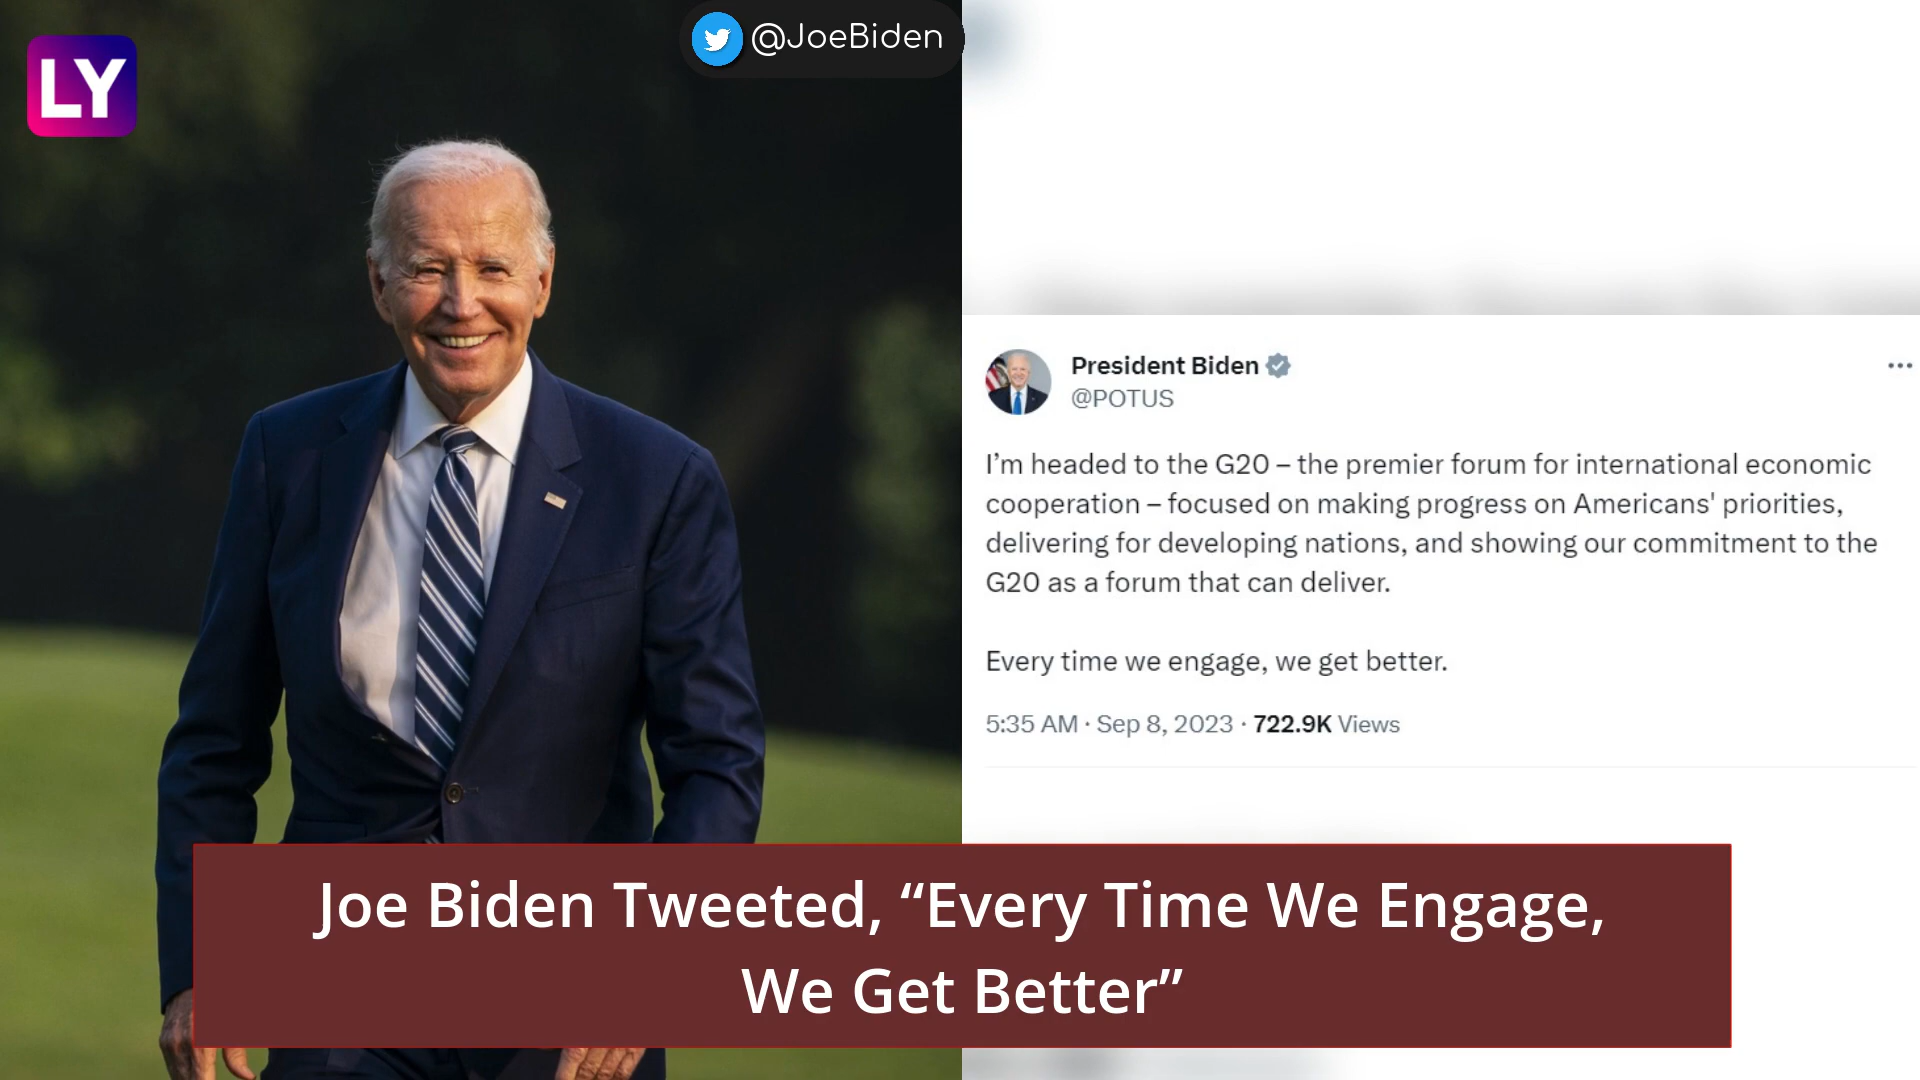 LY
@JoeBiden
President Biden
@POTUS
I’m headed to the G20 – the premier forum for international economic
cooperation – focused on making progress on Americans' priorities,
delivering for developing nations, and showing our commitment to the
G20 as a forum that can deliver.
Every time we engage, we get better.
5:35 AM · Sep 8, 2023 · 722.9K Views
Joe Biden Tweeted, “Every Time We Engage,
We Get Better”